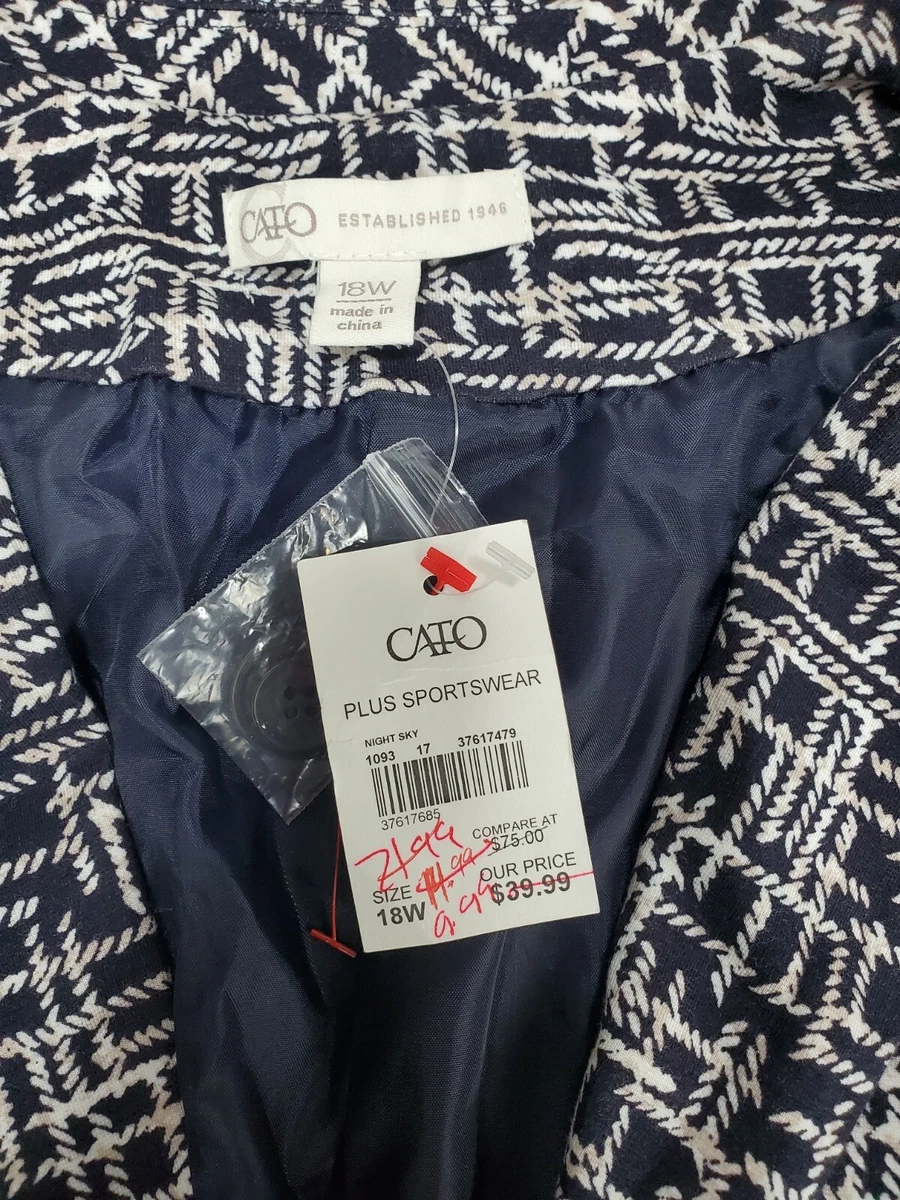 CATO ESTABLISHED 1946
18W
made in
china
CATO
PLUS SPORTSWEAR
NIGHT SKY
1093 17 37617479
37617685
COMPARE AT
$75.00
21.99
14.99
OUR PRICE
$39.99
SIZE
18W
9.99